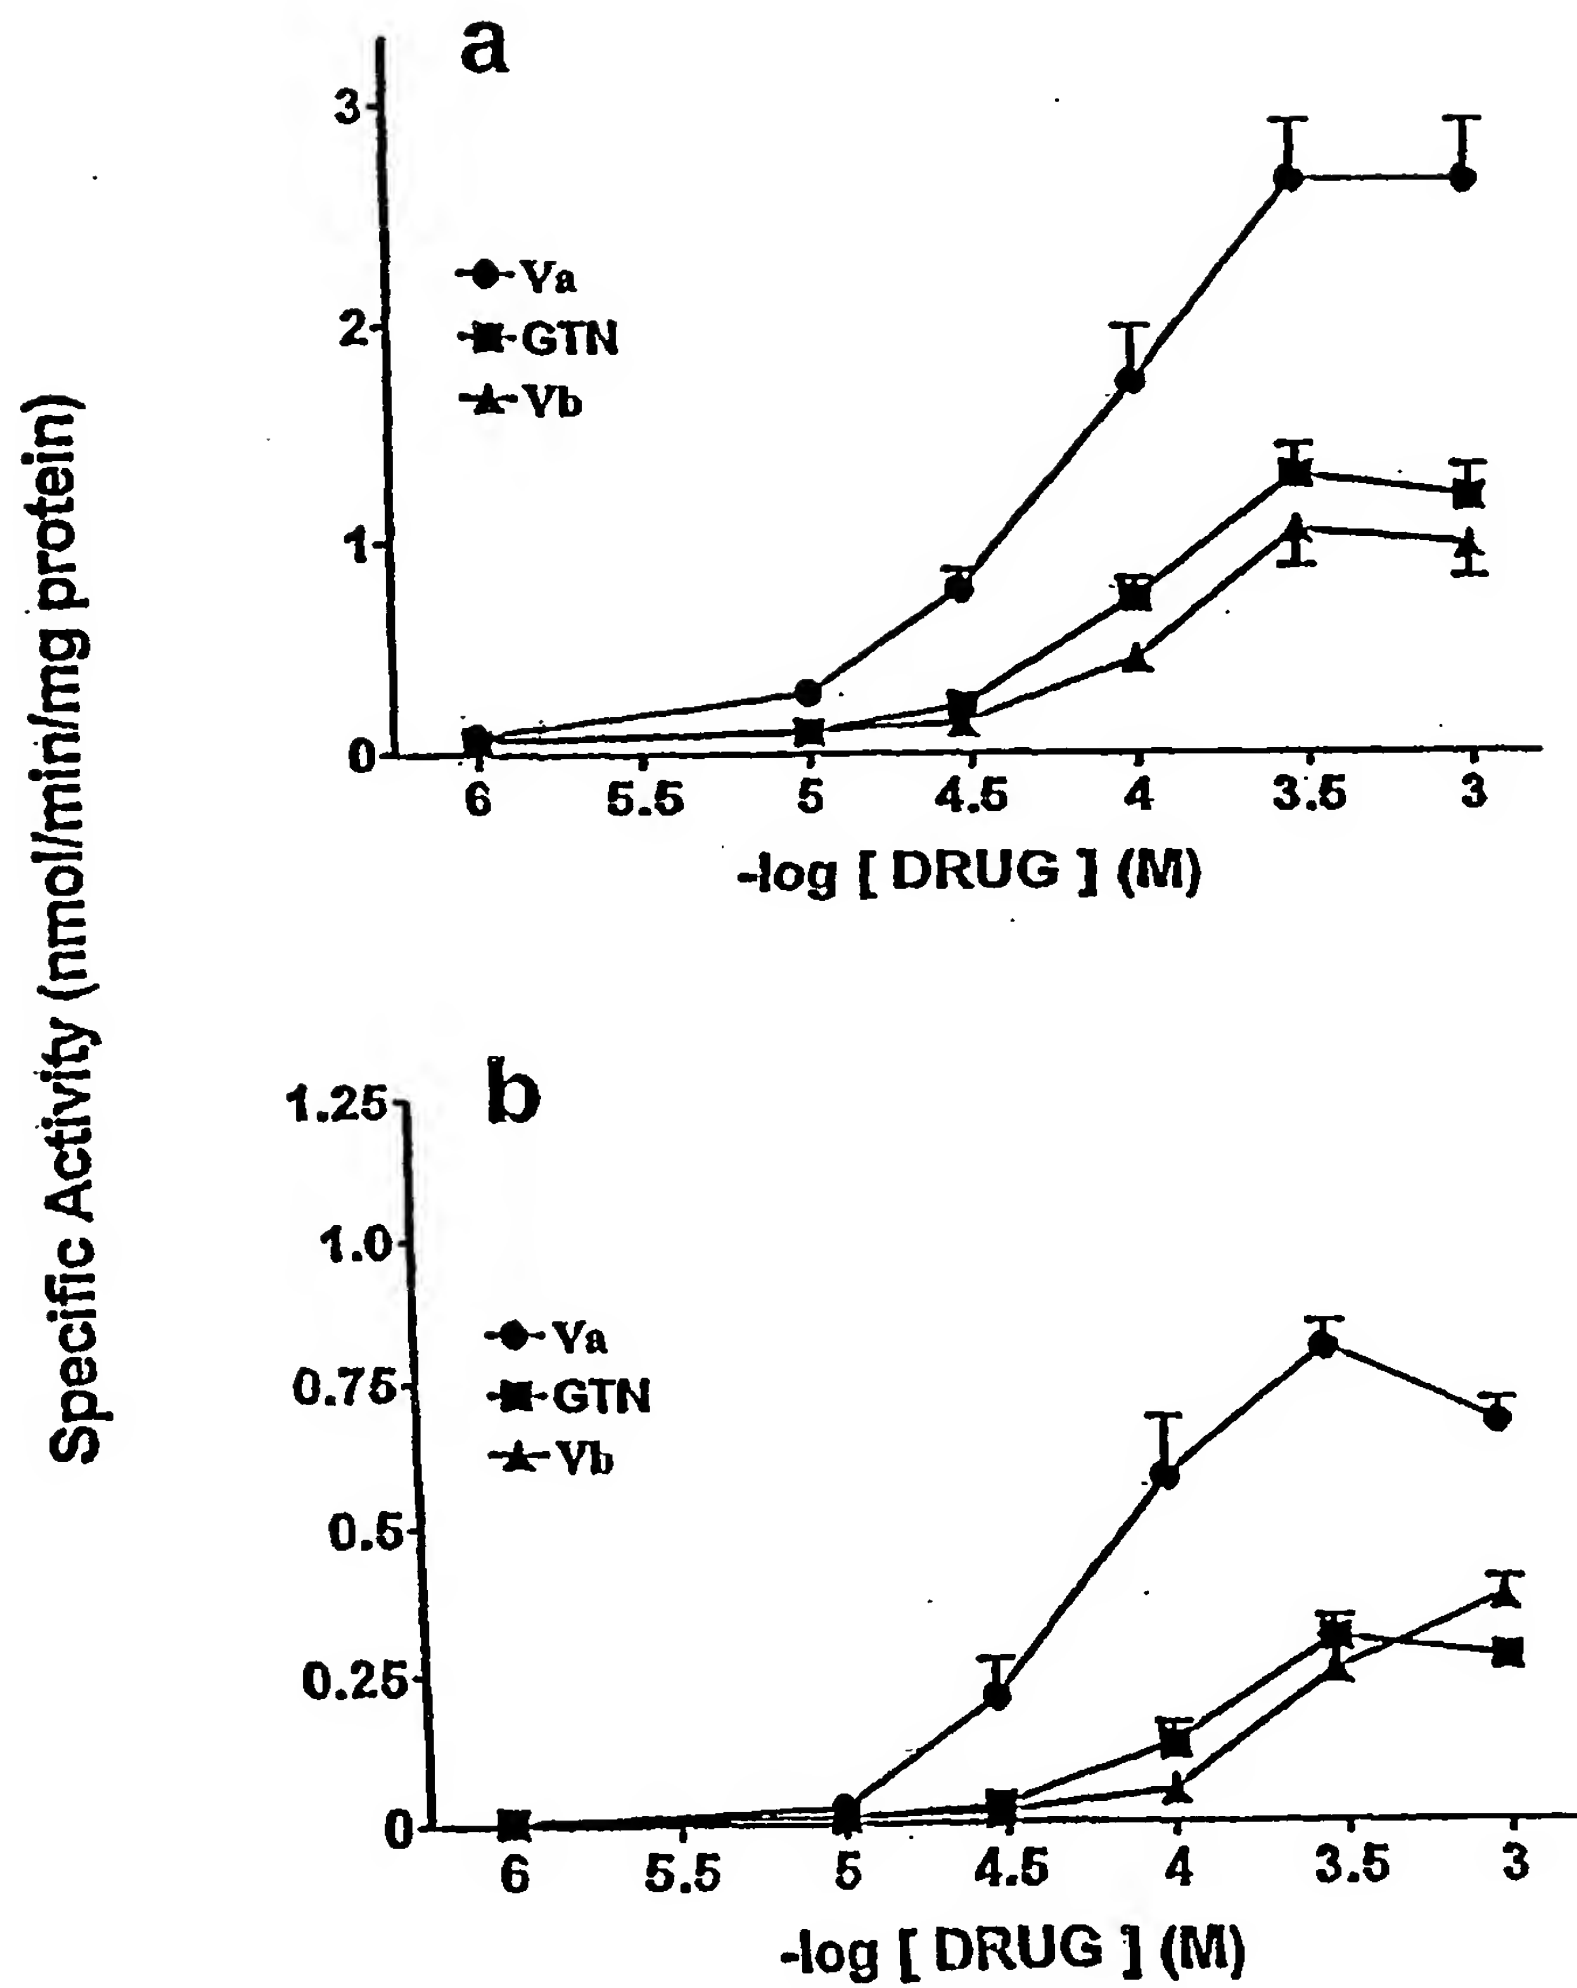 a
3
2
1
0
Va
GTN
Vb
6 5.5 5 4.5 4 3.5 3
-log [ DRUG ] (M)
Specific Activity (nmol/min/mg protein)
b
1.25
1.0
0.75
0.5
0.25
0
Va
GTN
Vb
6 5.5 5 4.5 4 3.5 3
-log [ DRUG ] (M)